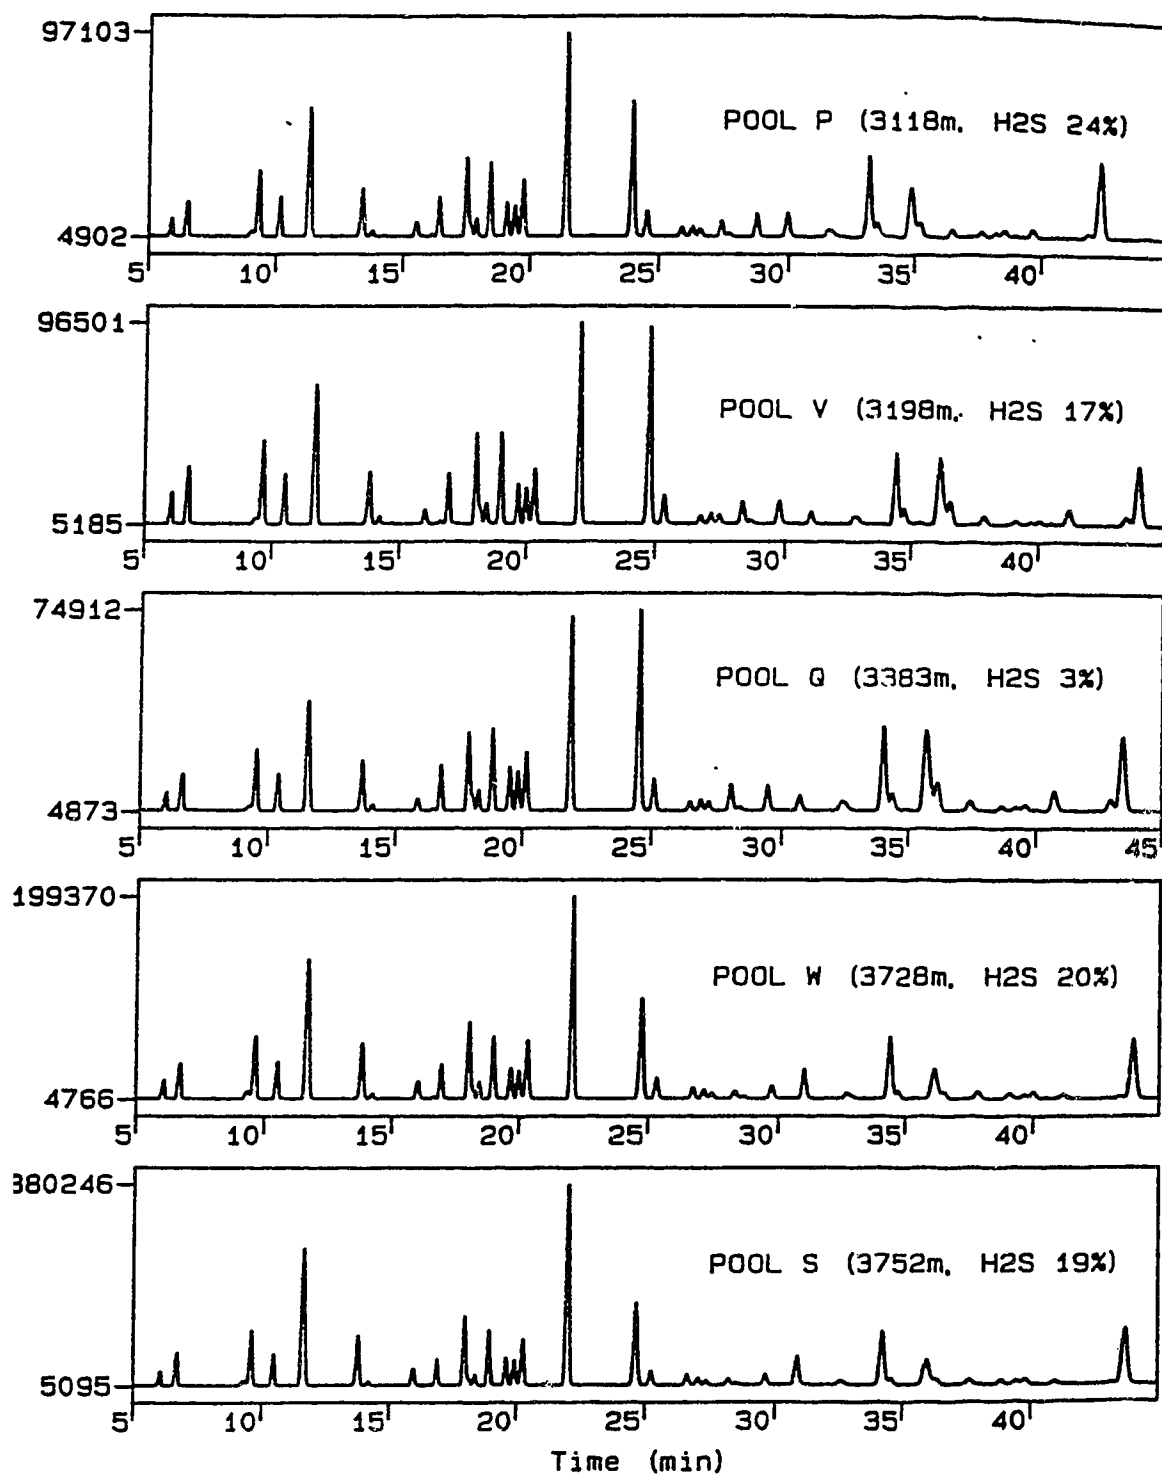 97103
POOL P (3118m, H2S 24%)
4902
5 10 15 20 25 30 35 40
96501
POOL V (3198m, H2S 17%)
5185
5 10 15 20 25 30 35 40
74912
POOL Q (3383m, H2S 3%)
4873
5 10 15 20 25 30 35 40 45
199370
POOL W (3728m, H2S 20%)
4766
5 10 15 20 25 30 35 40
380246
POOL S (3752m, H2S 19%)
5095
5 10 15 20 25 30 35 40
Time (min)